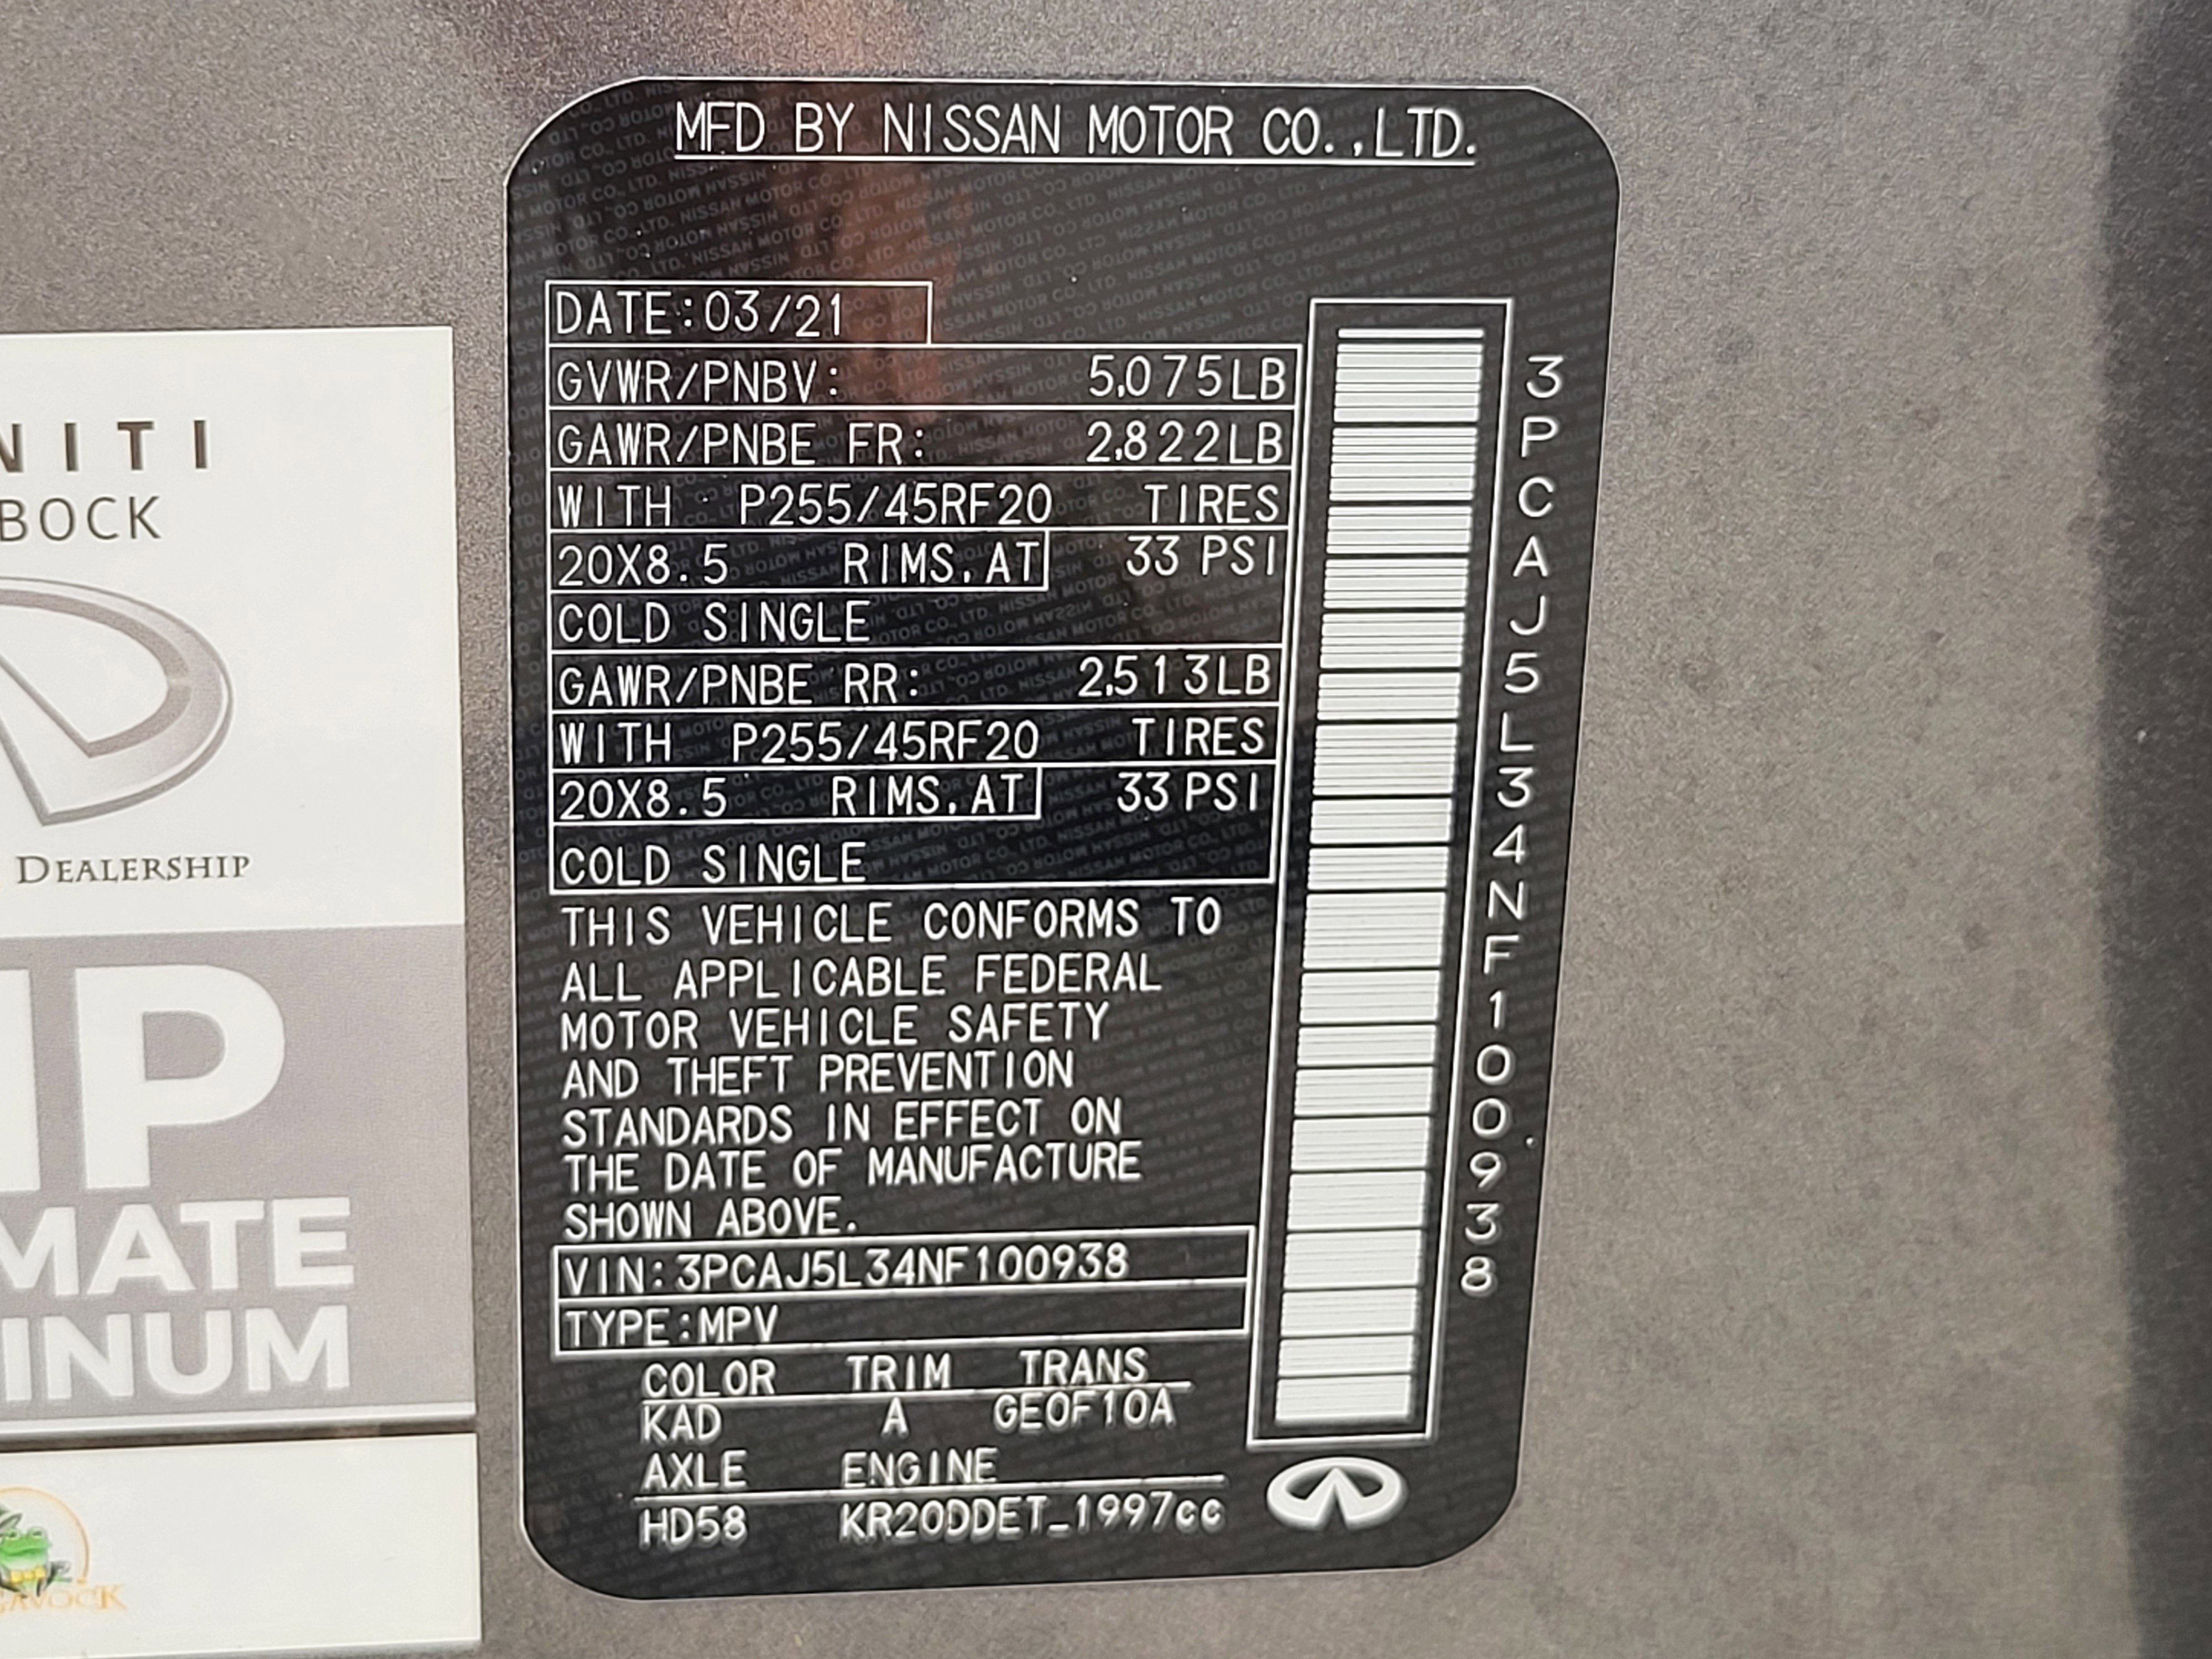 MFD BY NISSAN MOTOR CO.,LTD.
DATE:03/21
GVWR/PNBV: 5,075LB
GAWR/PNBE FR: 2,822LB
WITH P255/45RF20 TIRES
20X8.5 RIMS,AT 33 PSI
COLD SINGLE
GAWR/PNBE RR: 2,513LB
WITH P255/45RF20 TIRES
20X8.5 RIMS,AT 33 PSI
COLD SINGLE
THIS VEHICLE CONFORMS TO
ALL APPLICABLE FEDERAL
MOTOR VEHICLE SAFETY
AND THEFT PREVENTION
STANDARDS IN EFFECT ON
THE DATE OF MANUFACTURE
SHOWN ABOVE.
VIN:3PCAJ5L34NF100938
TYPE:MPV
COLOR TRIM TRANS
KAD A GE0F10A
AXLE ENGINE
HD58 KR20DDET_1997cc
3PCAJ5L34NF100938
NITI
BOCK
DEALERSHIP
IP
MATE
INUM